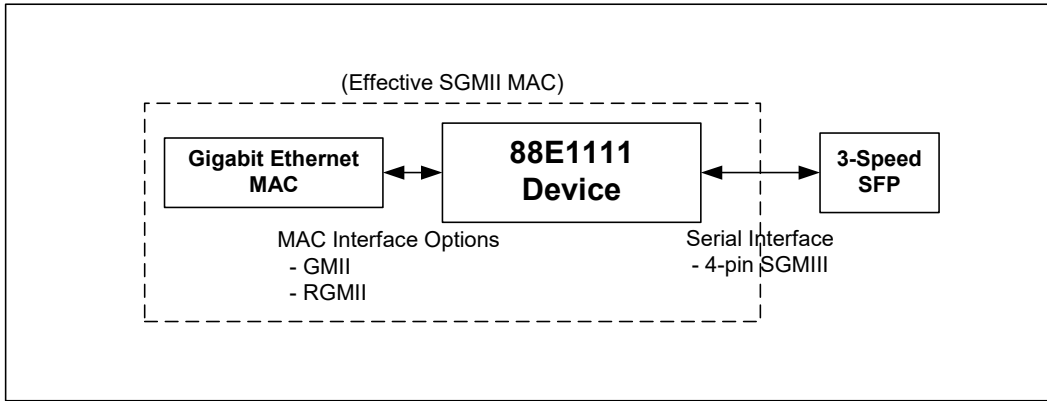 (Effective SGMII MAC)
Gigabit Ethernet
MAC
88E1111
Device
3-Speed
SFP
MAC Interface Options
- GMII
- RGMII
Serial Interface
- 4-pin SGMIII